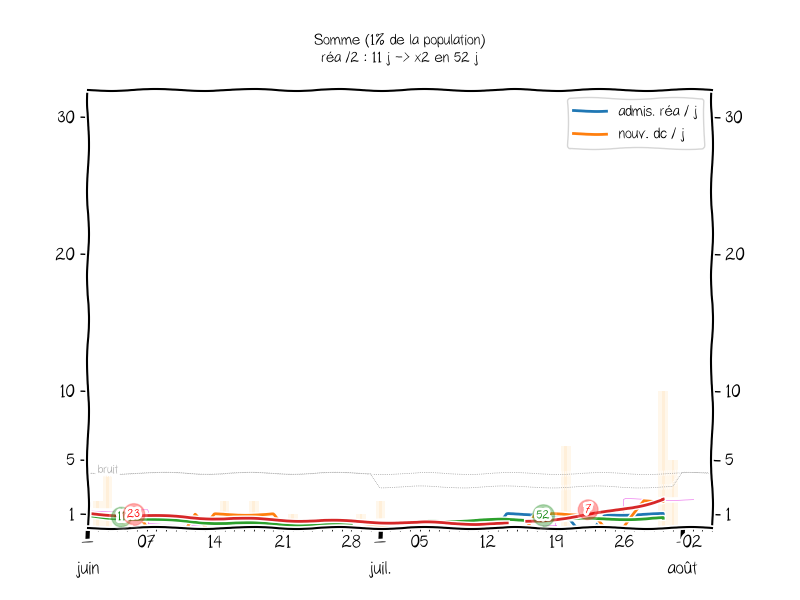 Somme (1% de la population)
réa /2 : 11 j -> x2 en 52 j
admis. réa / j
nouv. dc / j
30 30
20 20
10 10
5 5
bruit
1 1
11 23 52 7
07 14 21 28 05 12 19 26 02
juin juil. août